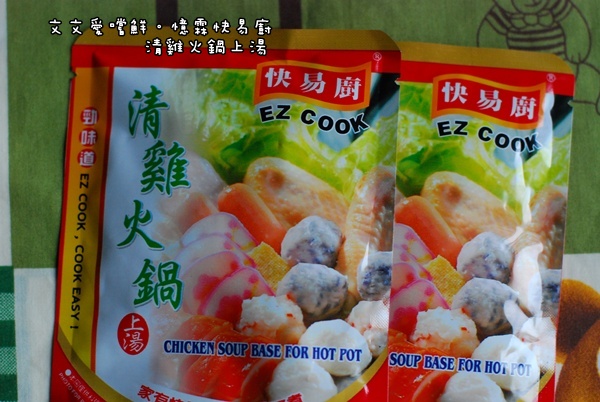 文文愛嚐鮮。憶霖快易廚
清雞火鍋上湯
快易廚
®
EZ COOK
勁味道
EZ COOK , COOK EASY !
清雞火鍋
上湯
CHICKEN SOUP BASE FOR HOT POT
家有
快易廚
®
EZ COOK
SOUP BASE FOR HOT POT